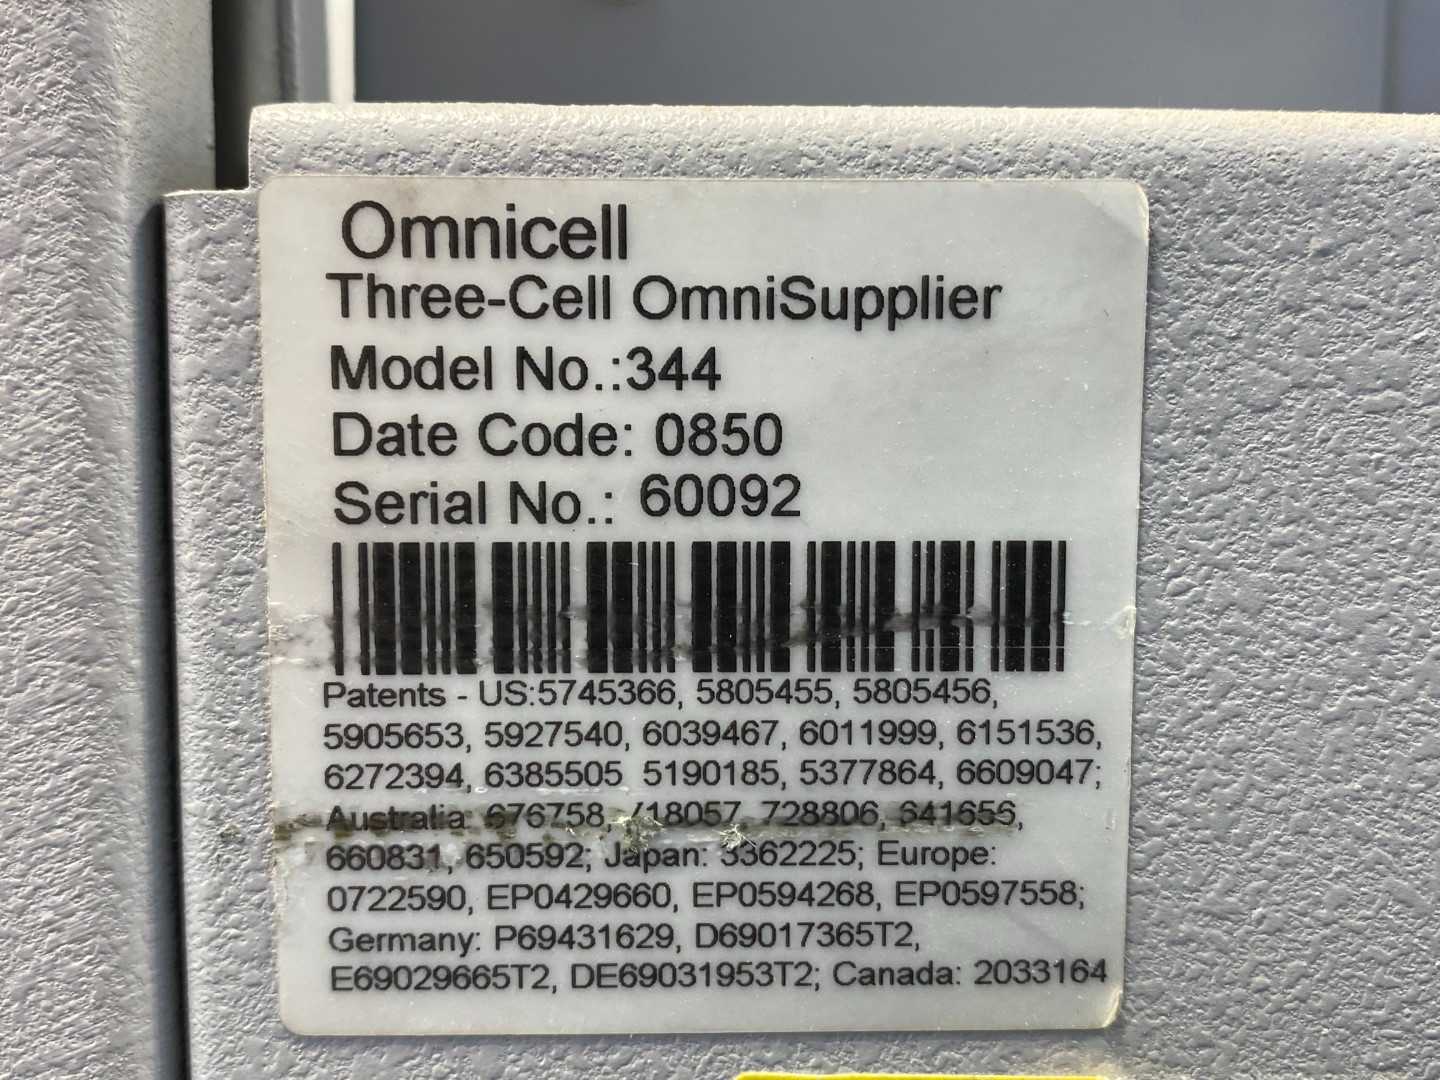 Omnicell
Three-Cell OmniSupplier
Model No.:344
Date Code: 0850
Serial No.: 60092
Patents - US:5745366, 5805455, 5805456,
5905653, 5927540, 6039467, 6011999, 6151536,
6272394, 6385505 5190185, 5377864, 6609047;
Australia: 676758, 718057, 728806, 641656,
660831, 650592; Japan: 3362225; Europe:
0722590, EP0429660, EP0594268, EP0597558;
Germany: P69431629, D69017365T2,
E69029665T2, DE69031953T2; Canada: 2033164